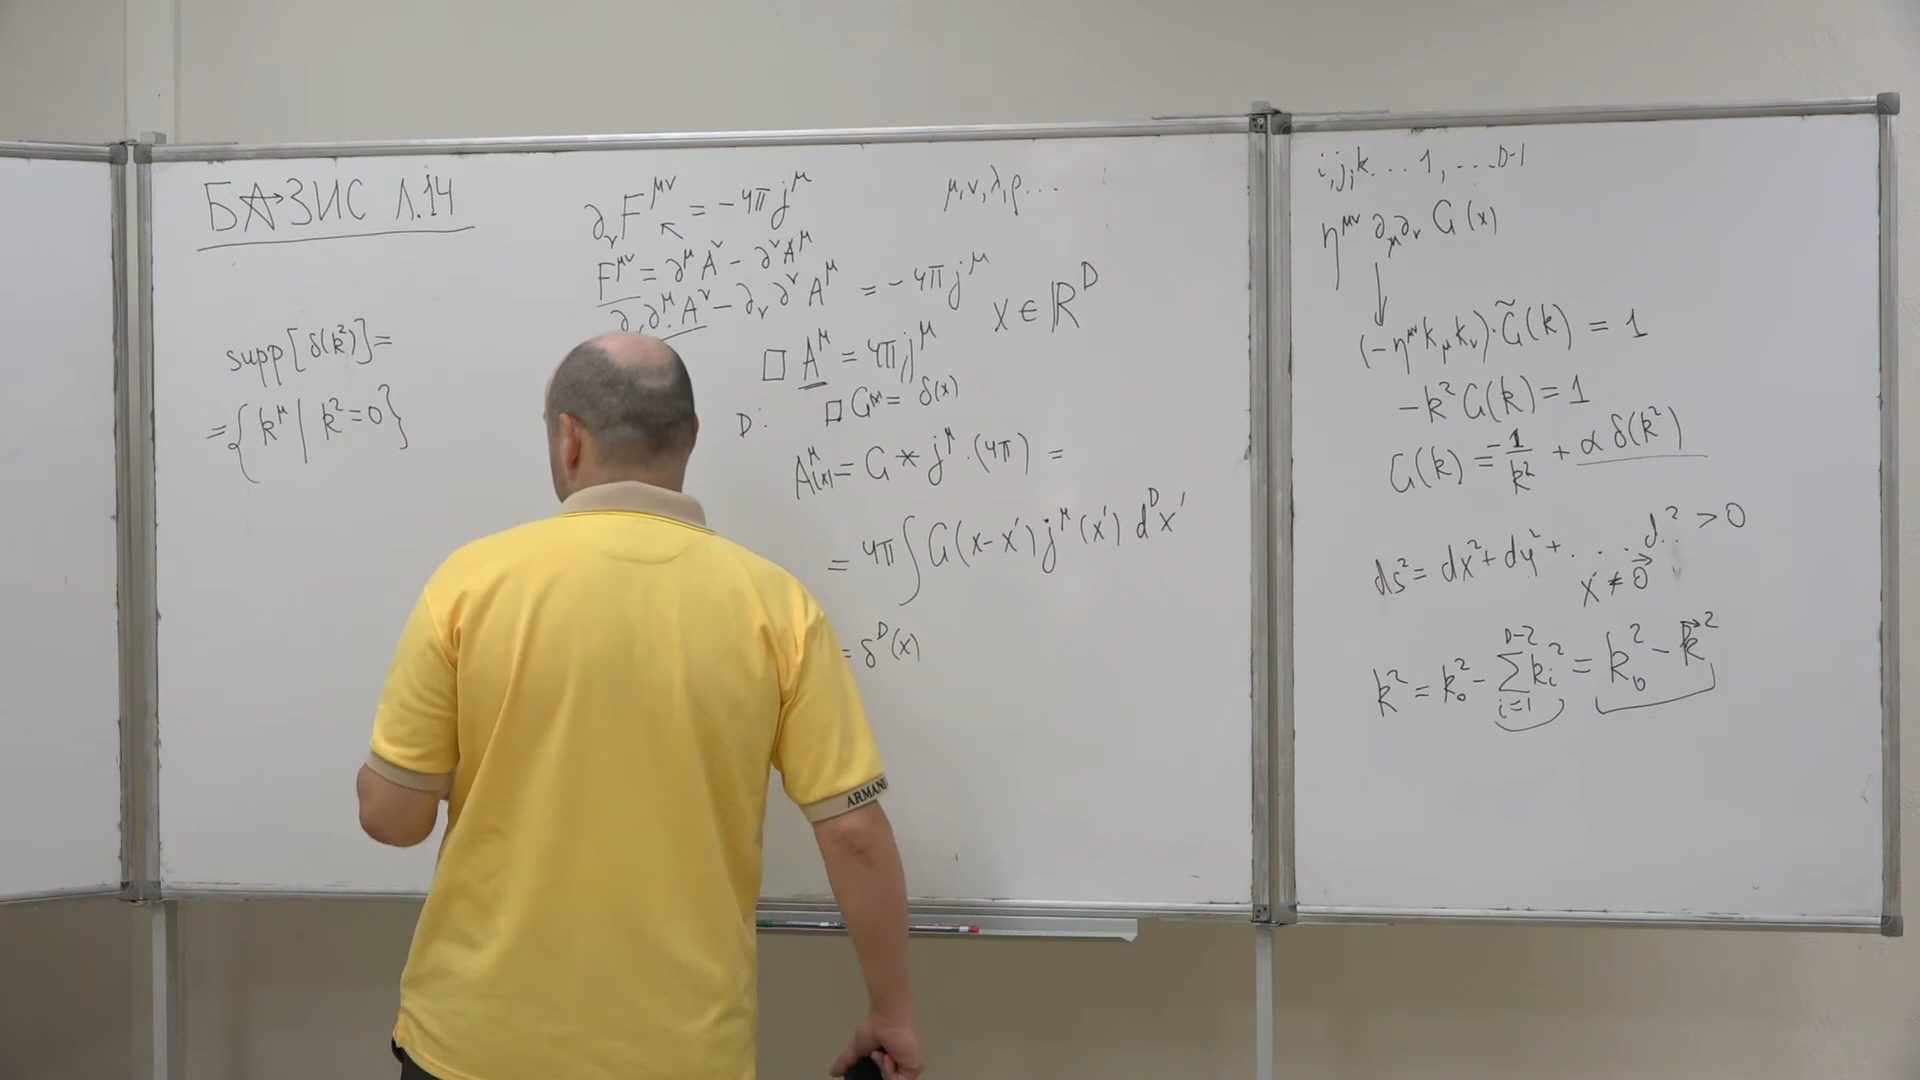 БАЗИС Л.14
supp[δ(k²)]=
={k^μ | k²=0}
∂_ν F^{μν} = -4π j^μ
μ,ν,λ,ρ...
F^{μν} = ∂^μ A^ν - ∂^ν A^μ
∂_ν ∂^μ A^ν - ∂_ν ∂^ν A^μ = -4π j^μ
x ∈ ℝ^D
□ A^μ = 4π j^μ
D: □ G(x) = δ(x)
A^μ(x) = G * j^μ · (4π) =
= 4π ∫ G(x-x') j^μ(x') d^D x'
= δ^D(x)
i,j,k... 1,...D-1
η^{μν} ∂_μ ∂_ν G(x)
↓
(-η^{μν} k_μ k_ν)·G̃(k) = 1
-k² G(k) = 1
G(k) = -1/k² + α δ(k²)
ds² = dx² + dy² + ... d..² > 0
x ≠ 0⃗
k² = k₀² - Σ_{i=1}^{D-2} k_i² = k₀² - k⃗²
ARMANI